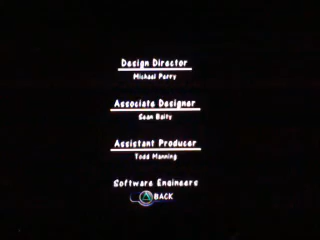 Design Director
Michael Perry
Associate Designer
Sean Baity
Assistant Producer
Todd Manning
Software Engineers
BACK